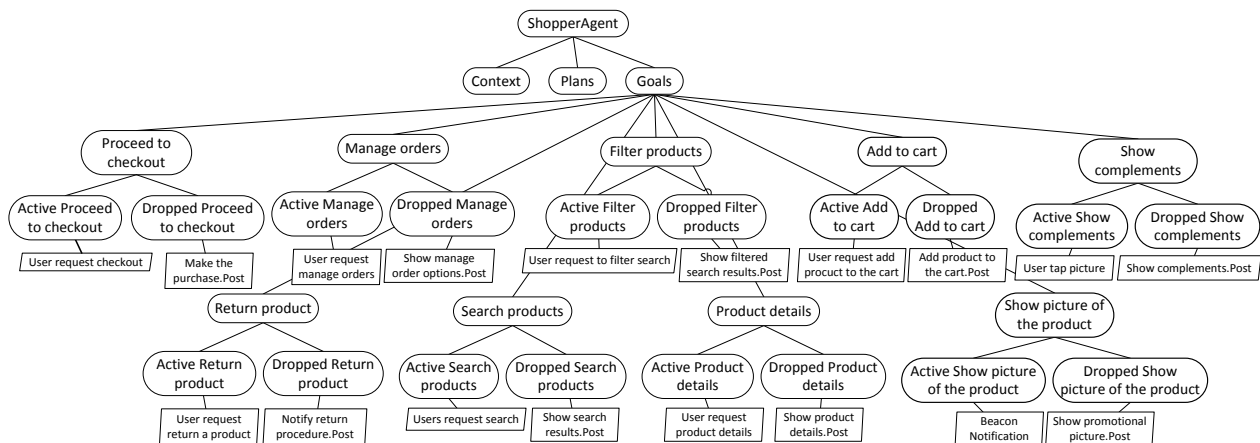 ShopperAgent
Context
Plans
Goals
Proceed to
checkout
Manage orders
Filter products
Add to cart
Show
complements
Active Proceed
to checkout
Dropped Proceed
to checkout
Active Manage
orders
Dropped Manage
orders
Active Filter
products
Dropped Filter
products
Active Add
to cart
Dropped
Add to cart
Active Show
complements
Dropped Show
complements
User request checkout
Make the
purchase.Post
User request
manage orders
Show manage
order options.Post
User request to filter search
Show filtered
search results.Post
User request add
procuct to the cart
Add product to
the cart.Post
User tap picture
Show complements.Post
Return product
Search products
Product details
Show picture of
the product
Active Return
product
Dropped Return
product
Active Search
products
Dropped Search
products
Active Product
details
Dropped Product
details
Active Show picture
of the product
Dropped Show
picture of the product
User request
return a product
Notify return
procedure.Post
Users request search
Show search
results.Post
User request
product details
Show product
details.Post
Beacon
Notification
Show promotional
picture.Post